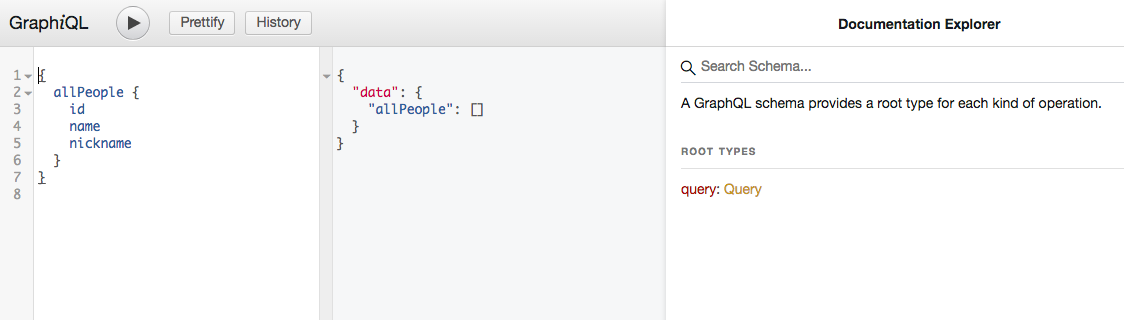 GraphiQL Prettify History
1 {
2 allPeople {
3 id
4 name
5 nickname
6 }
7 }
8
{
"data": {
"allPeople": []
}
}
Documentation Explorer
Search Schema...
A GraphQL schema provides a root type for each kind of operation.
ROOT TYPES
query: Query